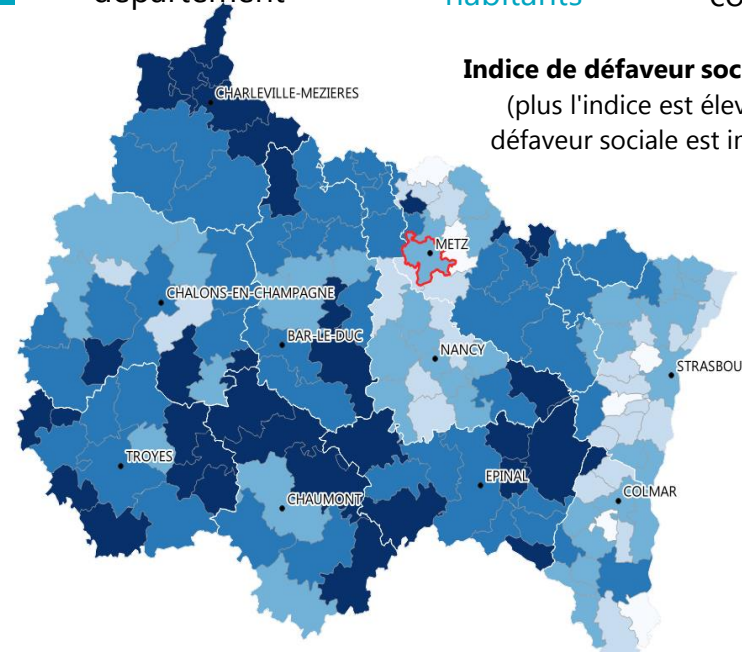 département
habitants
Indice de défaveur soc
(plus l'indice est élev
défaveur sociale est in
CHARLEVILLE-MEZIERES
METZ
CHALONS-EN-CHAMPAGNE
BAR-LE-DUC
NANCY
STRASBOU
TROYES
EPINAL
COLMAR
CHAUMONT